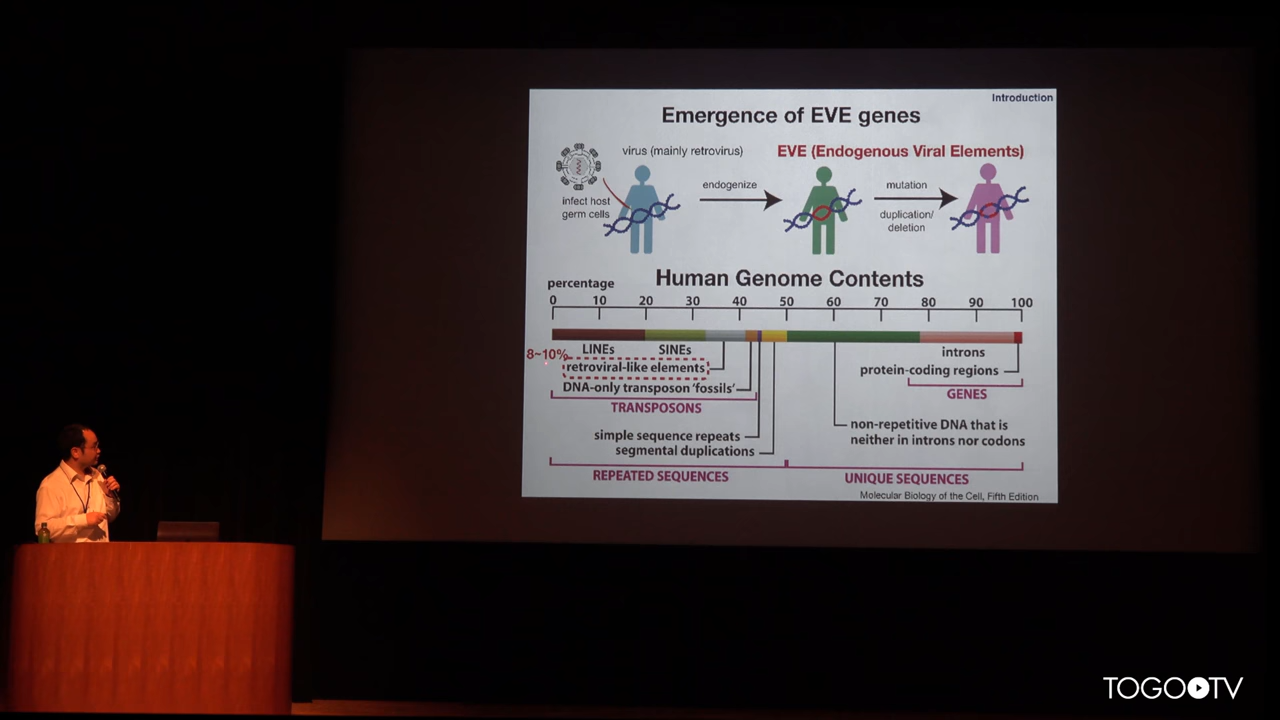 Introduction
Emergence of EVE genes
virus (mainly retrovirus)
EVE (Endogenous Viral Elements)
infect host
germ cells
endogenize
mutation
duplication/
deletion
Human Genome Contents
percentage
0 10 20 30 40 50 60 70 80 90 100
8~10%
LINEs SINEs
introns
retroviral-like elements
protein-coding regions
DNA-only transposon 'fossils'
GENES
TRANSPOSONS
non-repetitive DNA that is
neither in introns nor codons
simple sequence repeats
segmental duplications
REPEATED SEQUENCES
UNIQUE SEQUENCES
Molecular Biology of the Cell, Fifth Edition
TOGO TV